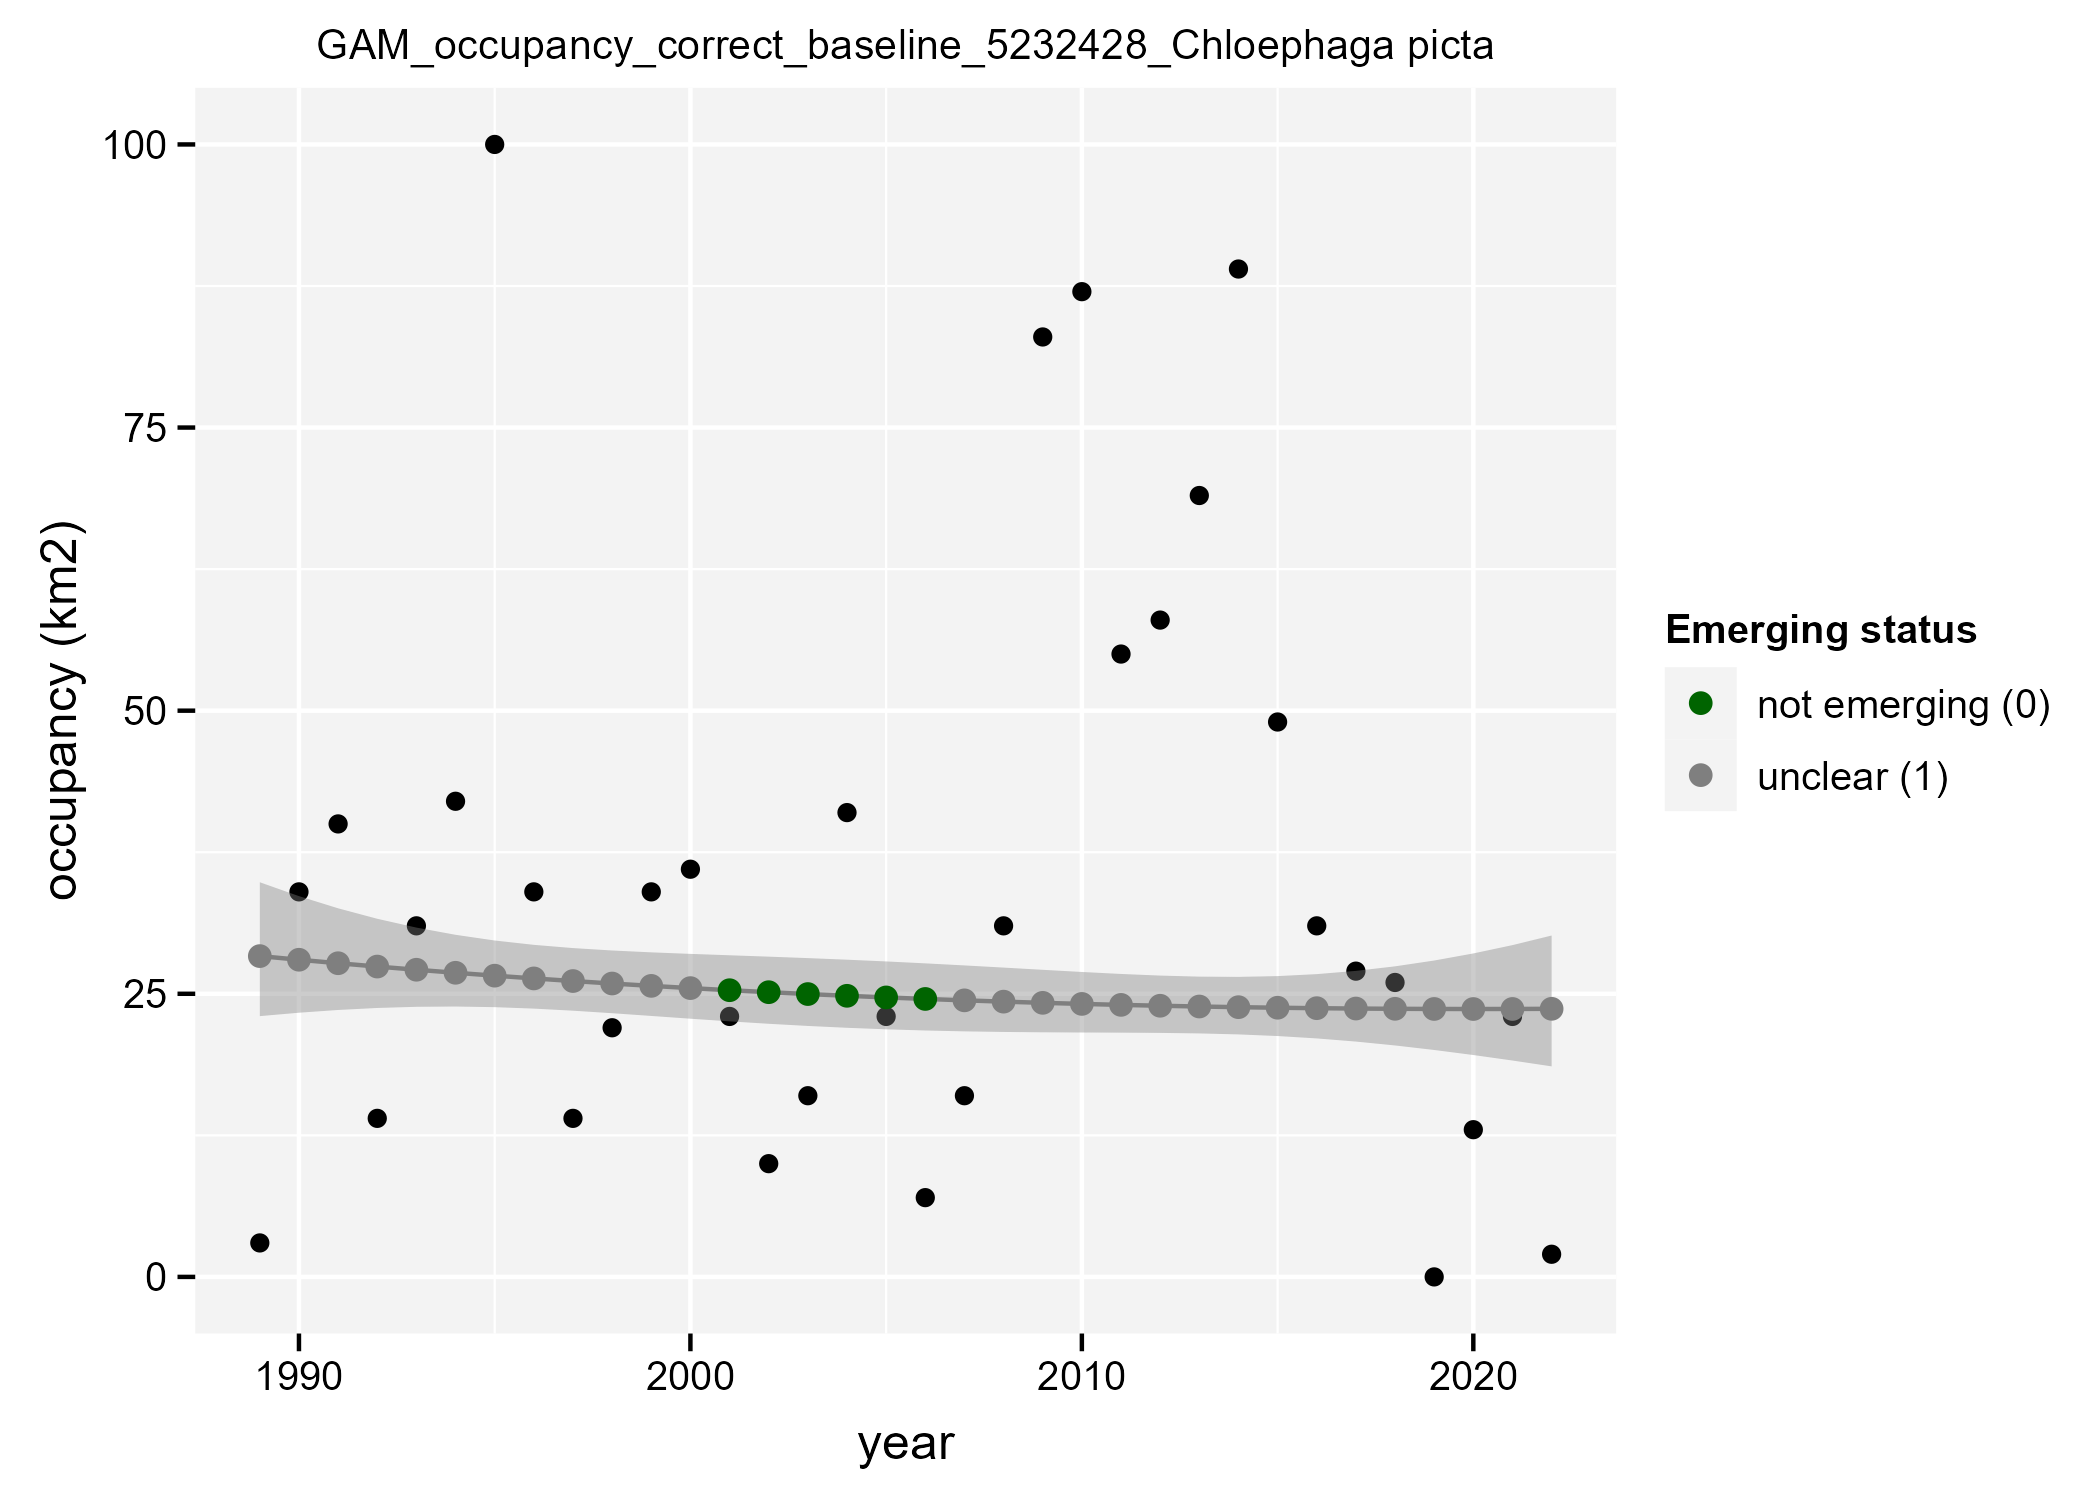 GAM_occupancy_correct_baseline_5232428_Chloephaga picta
100
75
50
25
0
occupancy (km2)
1990
2000
2010
2020
year
Emerging status
not emerging (0)
unclear (1)